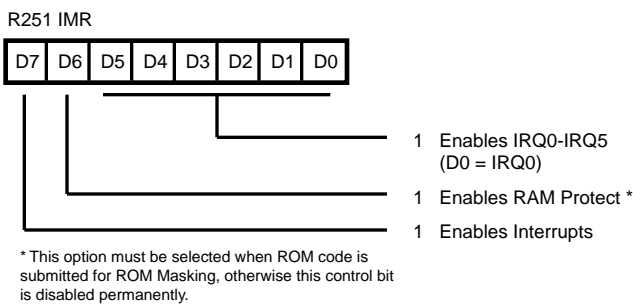 R251 IMR
D7 D6 D5 D4 D3 D2 D1 D0
1 Enables IRQ0-IRQ5
(D0 = IRQ0)
1 Enables RAM Protect *
1 Enables Interrupts
* This option must be selected when ROM code is
submitted for ROM Masking, otherwise this control bit
is disabled permanently.